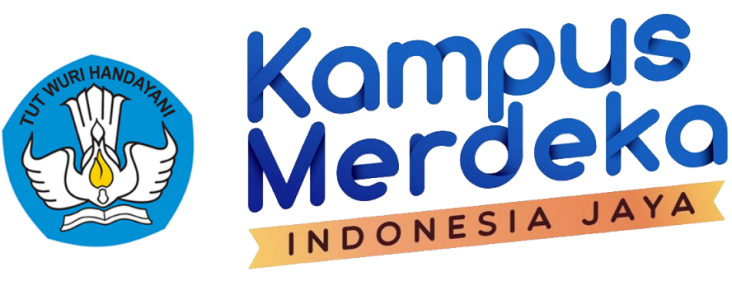 TUT WURI HANDAYANI
Kampus
Merdeka
INDONESIA JAYA